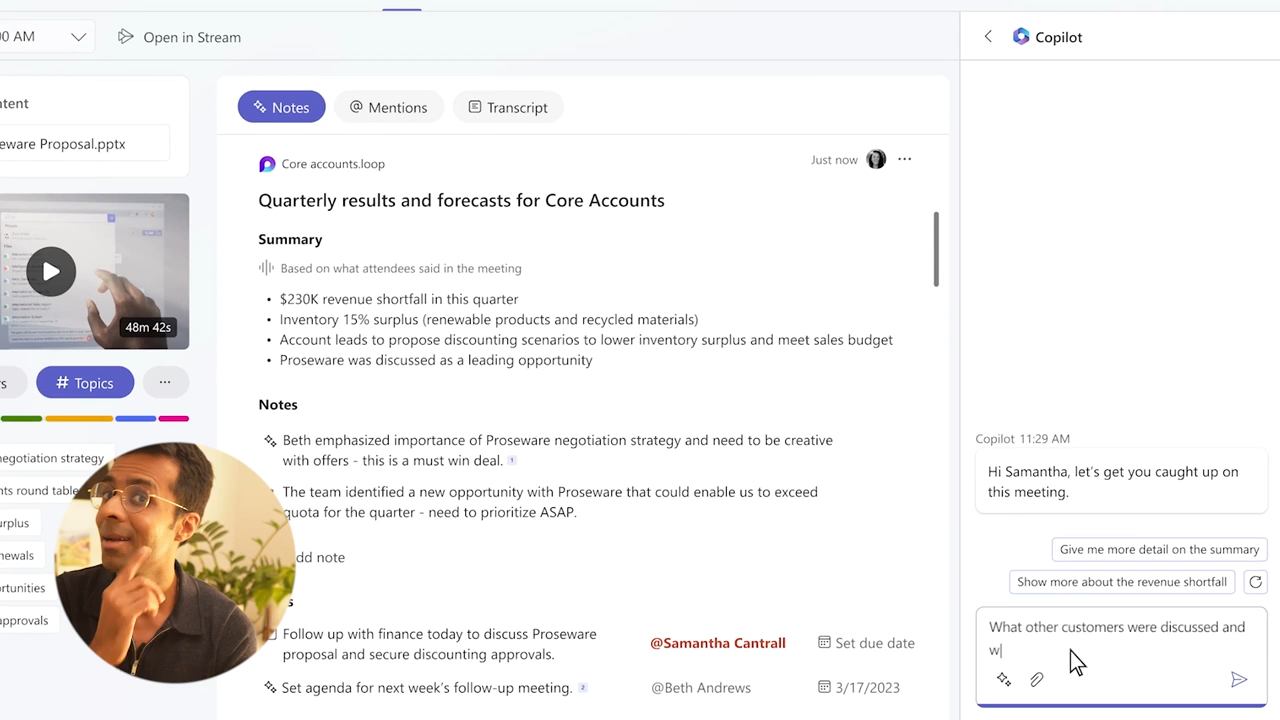 00 AM
Open in Stream
Copilot
tent
eware Proposal.pptx
48m 42s
rs
# Topics
...
negotiation strategy
nts round table
urplus
newals
ortunities
approvals
Notes
@ Mentions
Transcript
Core accounts.loop
Just now
...
Quarterly results and forecasts for Core Accounts
Summary
Based on what attendees said in the meeting
• $230K revenue shortfall in this quarter
• Inventory 15% surplus (renewable products and recycled materials)
• Account leads to propose discounting scenarios to lower inventory surplus and meet sales budget
• Proseware was discussed as a leading opportunity
Notes
Beth emphasized importance of Proseware negotiation strategy and need to be creative
with offers - this is a must win deal. 1
The team identified a new opportunity with Proseware that could enable us to exceed
quota for the quarter - need to prioritize ASAP.
dd note
s
Follow up with finance today to discuss Proseware
proposal and secure discounting approvals.
@Samantha Cantrall
Set due date
Set agenda for next week's follow-up meeting. 2
@Beth Andrews
3/17/2023
Copilot 11:29 AM
Hi Samantha, let's get you caught up on
this meeting.
Give me more detail on the summary
Show more about the revenue shortfall
What other customers were discussed and
w